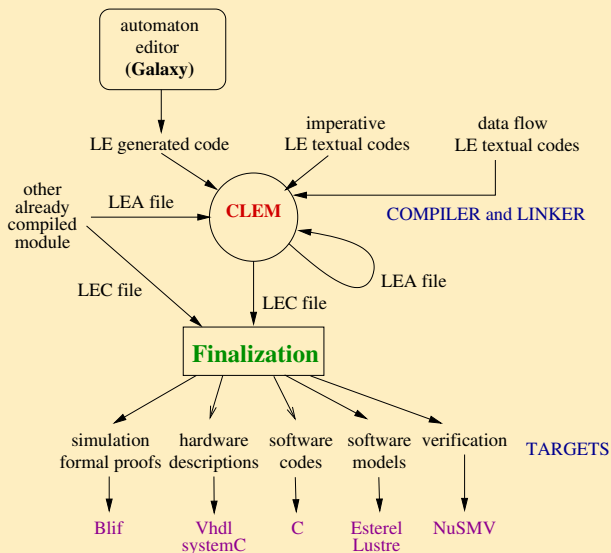 automaton
editor
(Galaxy)
LE generated code
imperative
LE textual codes
data flow
LE textual codes
other
already
compiled
module
LEA file
CLEM
COMPILER and LINKER
LEA file
LEC file
LEC file
Finalization
simulation
formal proofs
hardware
descriptions
software
codes
software
models
verification
TARGETS
Blif
Vhdl
systemC
C
Esterel
Lustre
NuSMV